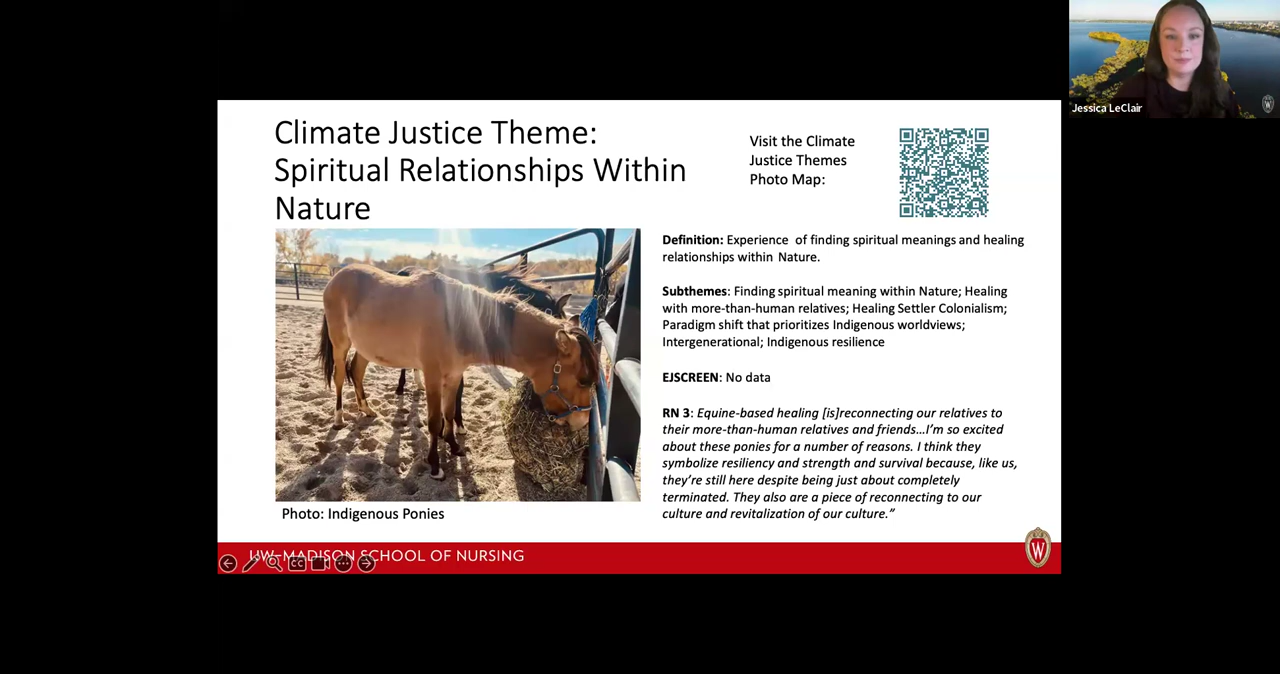 Jessica LeClair
Climate Justice Theme:
Spiritual Relationships Within
Nature
Visit the Climate
Justice Themes
Photo Map:
Definition: Experience of finding spiritual meanings and healing
relationships within Nature.
Subthemes: Finding spiritual meaning within Nature; Healing
with more-than-human relatives; Healing Settler Colonialism;
Paradigm shift that prioritizes Indigenous worldviews;
Intergenerational; Indigenous resilience
EJSCREEN: No data
RN 3: Equine-based healing [is]reconnecting our relatives to
their more-than-human relatives and friends…I'm so excited
about these ponies for a number of reasons. I think they
symbolize resiliency and strength and survival because, like us,
they're still here despite being just about completely
terminated. They also are a piece of reconnecting to our
culture and revitalization of our culture.”
Photo: Indigenous Ponies
UW–MADISON SCHOOL OF NURSING
CC
W
W